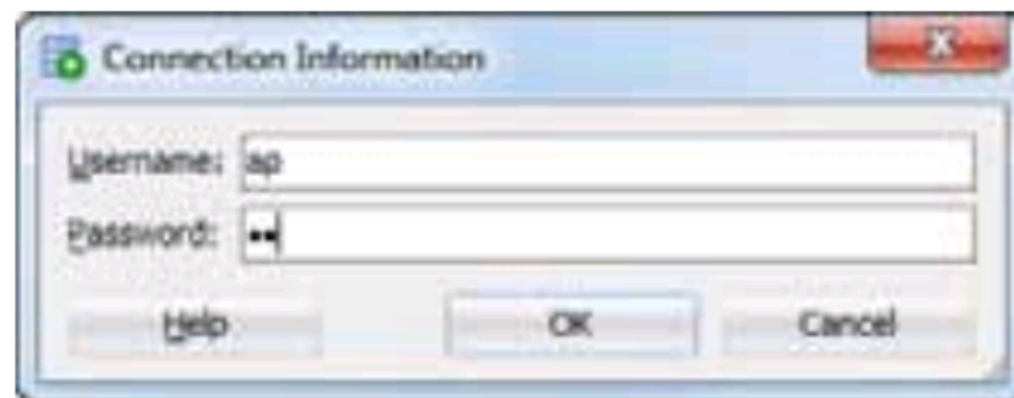 Connection Information
Username: ap
Password: ••
Help OK Cancel